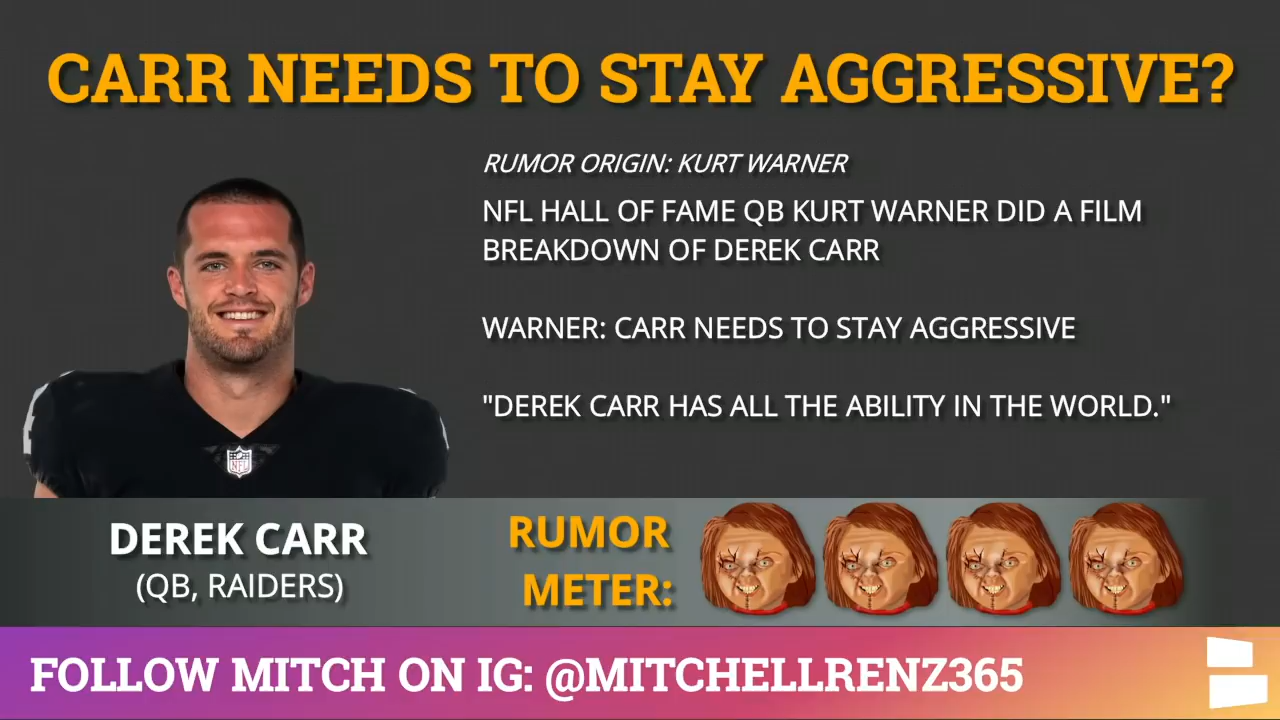 CARR NEEDS TO STAY AGGRESSIVE?
RUMOR ORIGIN: KURT WARNER
NFL HALL OF FAME QB KURT WARNER DID A FILM
BREAKDOWN OF DEREK CARR
WARNER: CARR NEEDS TO STAY AGGRESSIVE
"DEREK CARR HAS ALL THE ABILITY IN THE WORLD."
NFL
DEREK CARR
(QB, RAIDERS)
RUMOR
METER:
FOLLOW MITCH ON IG: @MITCHELLRENZ365